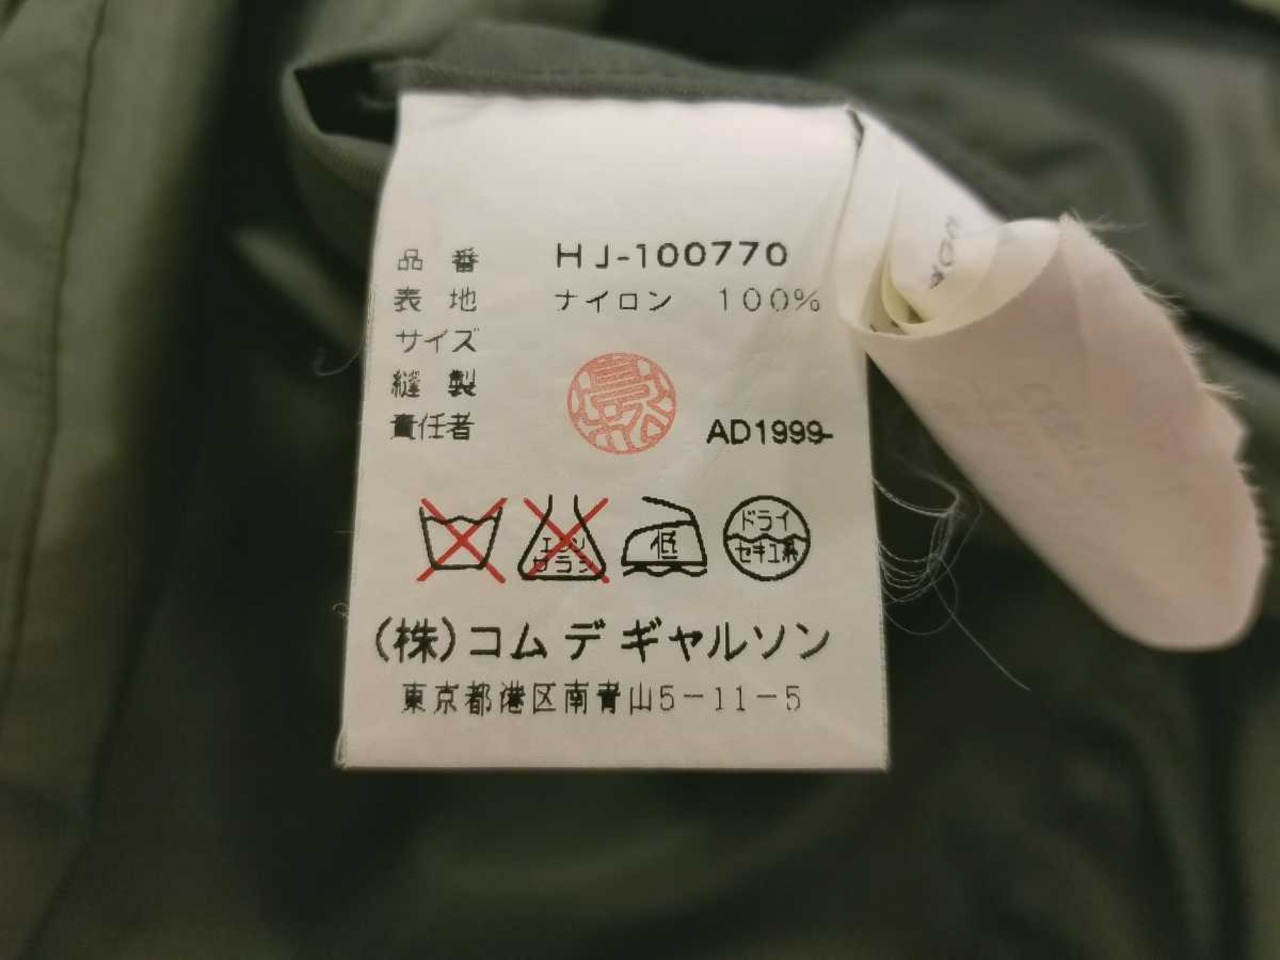 品番 HJ-100770
表地 ナイロン 100%
サイズ
縫製
責任者 AD1999-
エンソ
サラシ
低
ドライ
セキユ系
(株)コム デ ギャルソン
東京都港区南青山5-11-5